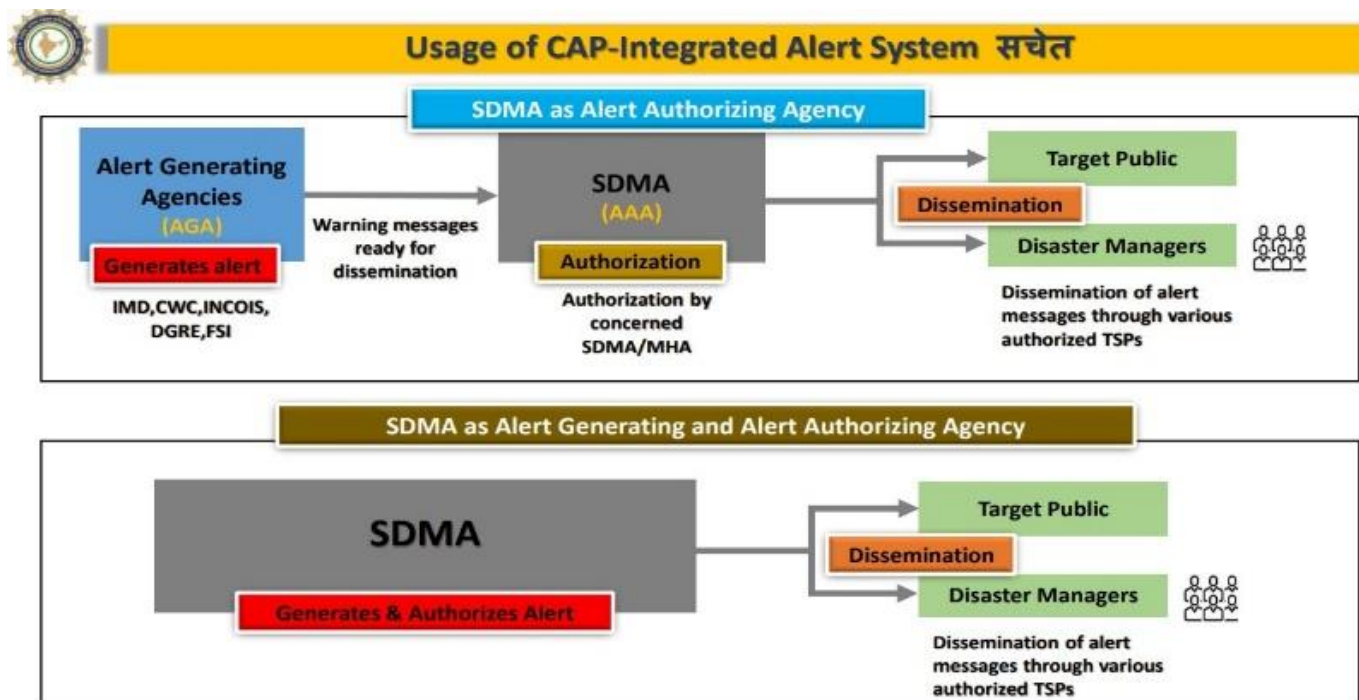 Usage of CAP-Integrated Alert System सचेत
SDMA as Alert Authorizing Agency
Alert Generating
Agencies
(AGA)
Generates alert
IMD,CWC,INCOIS,
DGRE,FSI
Warning messages
ready for
dissemination
SDMA
(AAA)
Authorization
Authorization by
concerned
SDMA/MHA
Target Public
Dissemination
Disaster Managers
Dissemination of alert
messages through various
authorized TSPs
SDMA as Alert Generating and Alert Authorizing Agency
SDMA
Generates & Authorizes Alert
Target Public
Dissemination
Disaster Managers
Dissemination of alert
messages through various
authorized TSPs